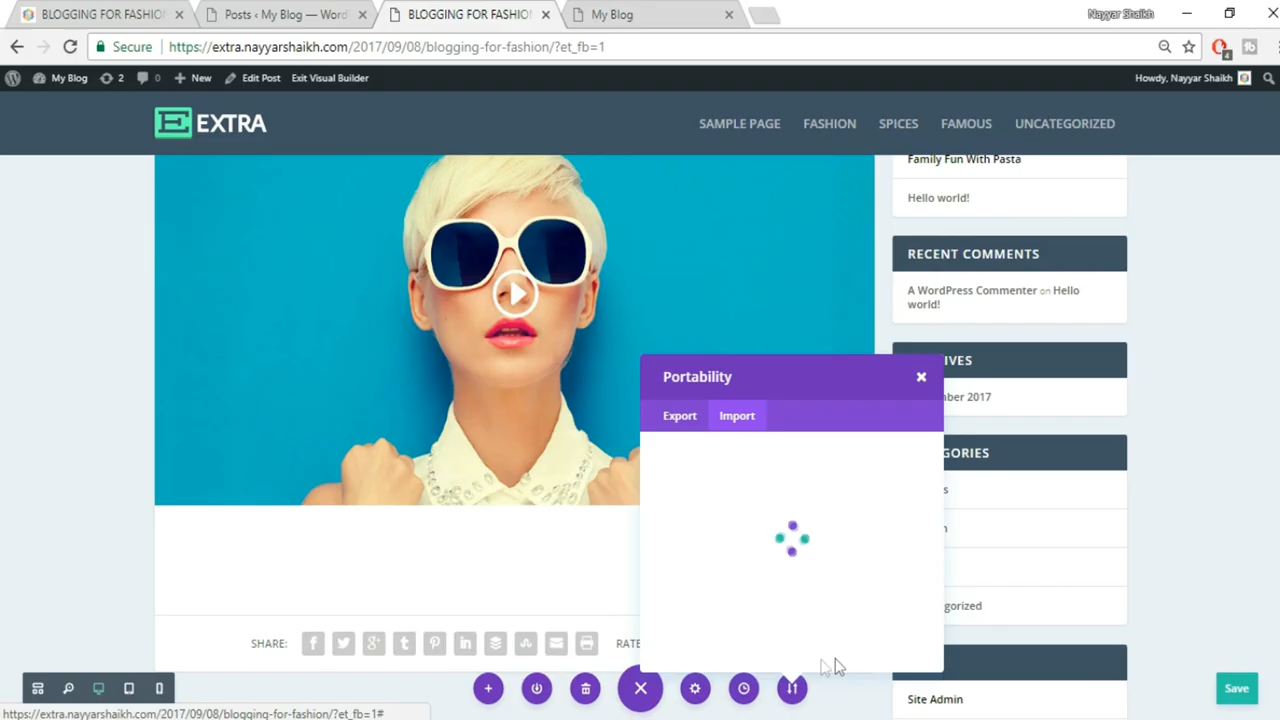 BLOGGING FOR FASHIO
Posts ‹ My Blog — Word
BLOGGING FOR FASHIO
My Blog
Nayyar Shaikh
Secure
https://extra.nayyarshaikh.com/2017/09/08/blogging-for-fashion/?et_fb=1
4
My Blog
2
0
New
Edit Post
Exit Visual Builder
Howdy, Nayyar Shaikh
E EXTRA
SAMPLE PAGE
FASHION
SPICES
FAMOUS
UNCATEGORIZED
Family Fun With Pasta
Hello world!
RECENT COMMENTS
A WordPress Commenter on Hello
world!
Portability
Export
Import
IVES
ber 2017
GORIES
s
n
gorized
SHARE:
RATE
Site Admin
Save
https://extra.nayyarshaikh.com/2017/09/08/blogging-for-fashion/?et_fb=1#